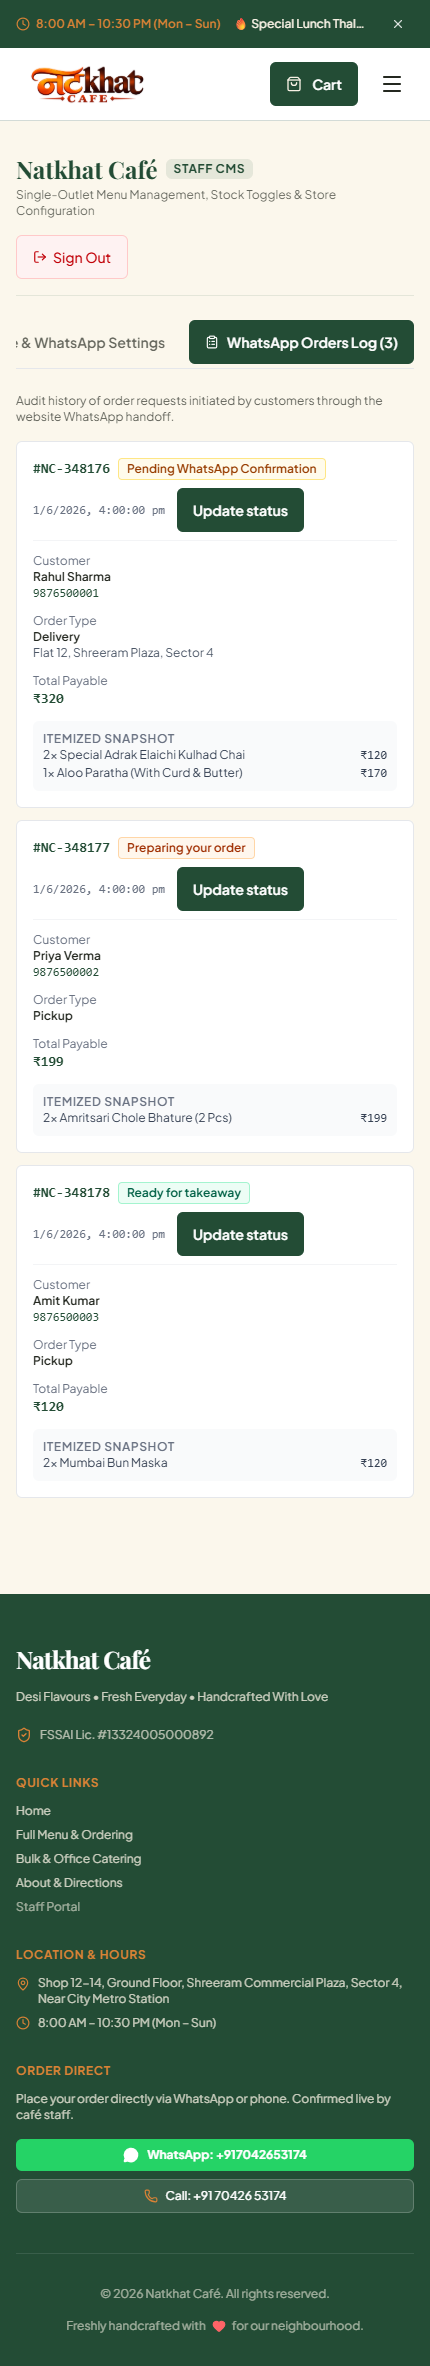 8:00 AM – 10:30 PM (Mon – Sun) Special Lunch Thal…
नटkhat
CAFE
Cart
Natkhat Café STAFF CMS
Single-Outlet Menu Management, Stock Toggles & Store
Configuration
Sign Out
e & WhatsApp Settings WhatsApp Orders Log (3)
Audit history of order requests initiated by customers through the
website WhatsApp handoff.
#NC-348176 Pending WhatsApp Confirmation
1/6/2026, 4:00:00 pm Update status
Customer
Rahul Sharma
9876500001
Order Type
Delivery
Flat 12, Shreeram Plaza, Sector 4
Total Payable
₹320
ITEMIZED SNAPSHOT
2× Special Adrak Elaichi Kulhad Chai ₹120
1× Aloo Paratha (With Curd & Butter) ₹170
#NC-348177 Preparing your order
1/6/2026, 4:00:00 pm Update status
Customer
Priya Verma
9876500002
Order Type
Pickup
Total Payable
₹199
ITEMIZED SNAPSHOT
2× Amritsari Chole Bhature (2 Pcs) ₹199
#NC-348178 Ready for takeaway
1/6/2026, 4:00:00 pm Update status
Customer
Amit Kumar
9876500003
Order Type
Pickup
Total Payable
₹120
ITEMIZED SNAPSHOT
2× Mumbai Bun Maska ₹120
Natkhat Café
Desi Flavours • Fresh Everyday • Handcrafted With Love
FSSAI Lic. #13324005000892
QUICK LINKS
Home
Full Menu & Ordering
Bulk & Office Catering
About & Directions
Staff Portal
LOCATION & HOURS
Shop 12–14, Ground Floor, Shreeram Commercial Plaza, Sector 4,
Near City Metro Station
8:00 AM – 10:30 PM (Mon – Sun)
ORDER DIRECT
Place your order directly via WhatsApp or phone. Confirmed live by
café staff.
WhatsApp: +917042653174
Call: +91 70426 53174
© 2026 Natkhat Café. All rights reserved.
Freshly handcrafted with for our neighbourhood.